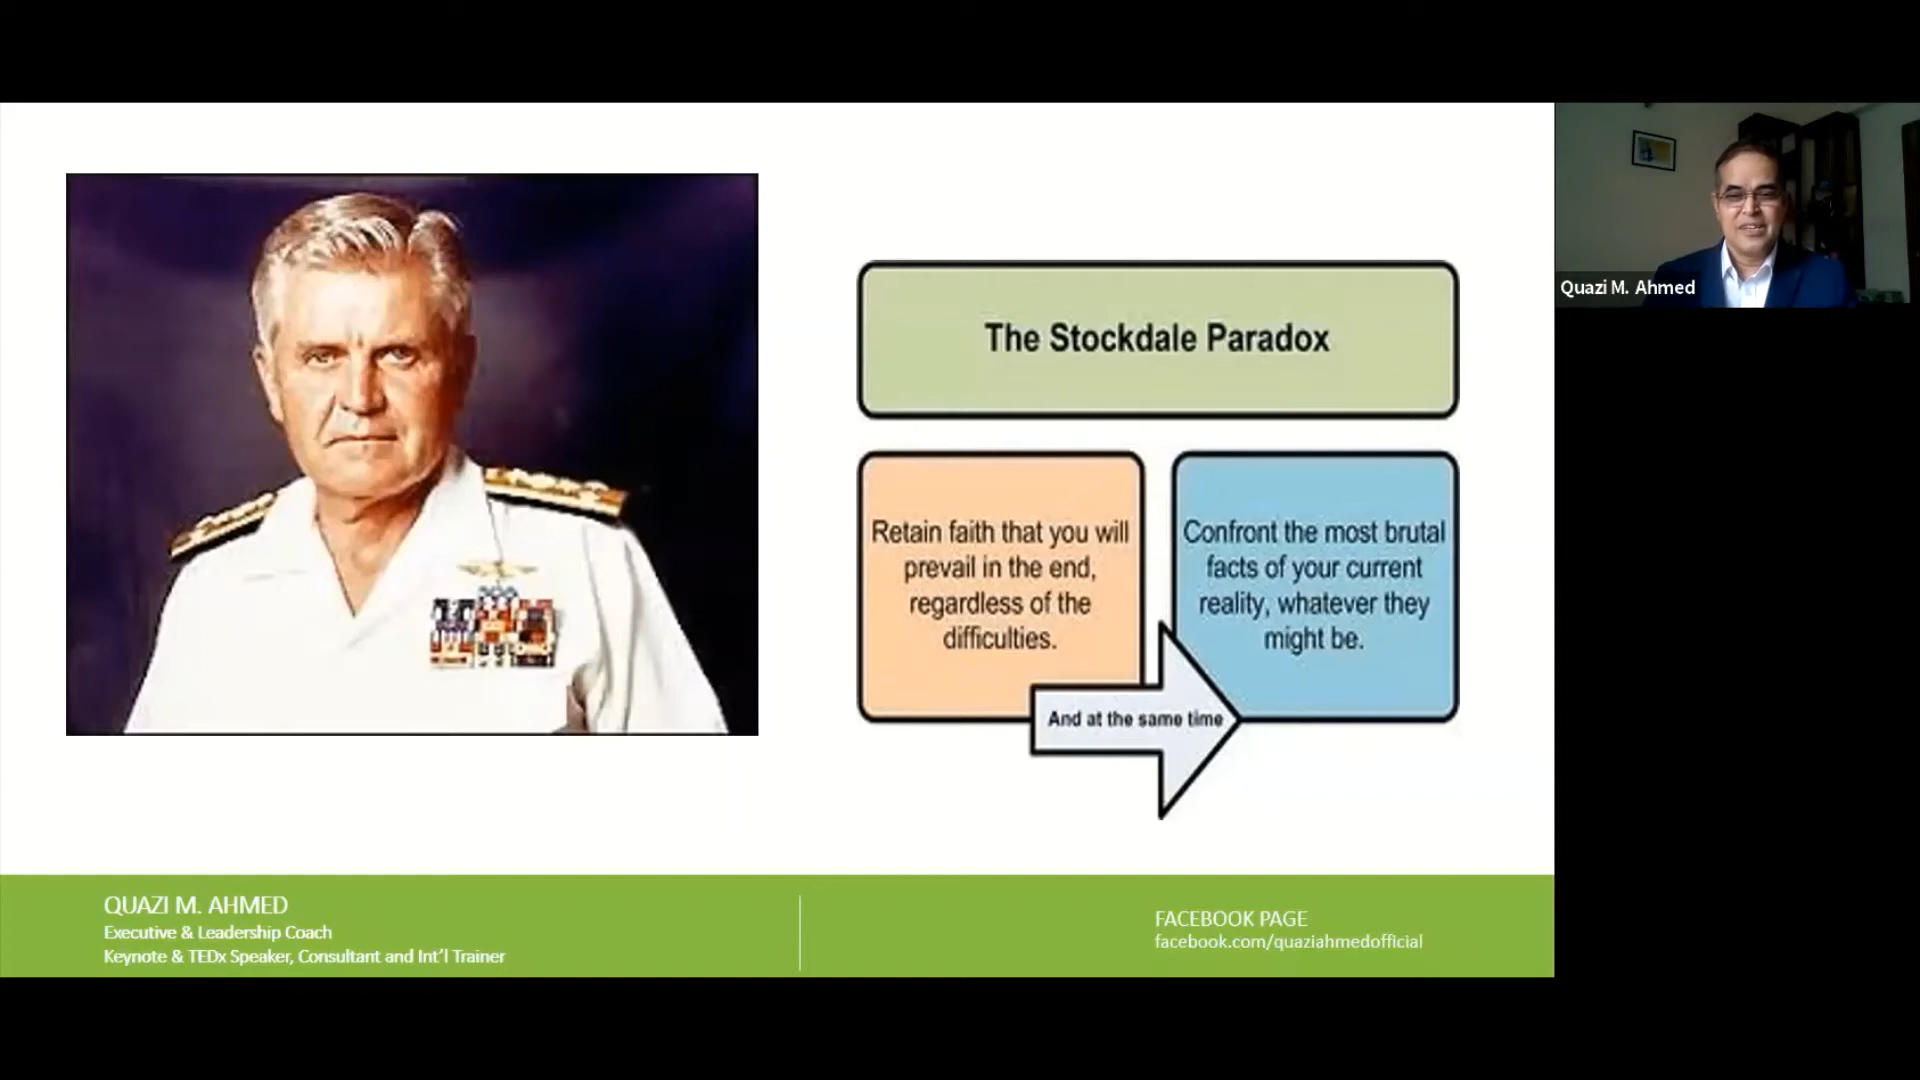 The Stockdale Paradox
Retain faith that you will
prevail in the end,
regardless of the
difficulties.
Confront the most brutal
facts of your current
reality, whatever they
might be.
And at the same time
Quazi M. Ahmed
QUAZI M. AHMED
Executive & Leadership Coach
Keynote & TEDx Speaker, Consultant and Int'l Trainer
FACEBOOK PAGE
facebook.com/quaziahmedofficial